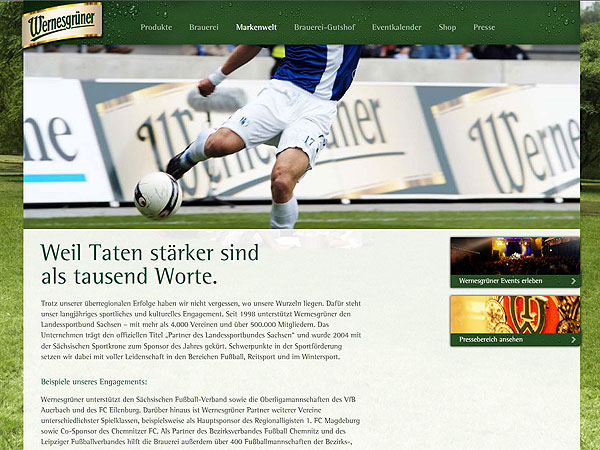 Wernesgrüner
Produkte Brauerei Markenwelt Brauerei-Gutshof Eventkalender Shop Presse
ne
Wernesgrüner
Werne
17
Weil Taten stärker sind
als tausend Worte.
Trotz unserer überregionalen Erfolge haben wir nicht vergessen, wo unsere Wurzeln liegen. Dafür steht
unser langjähriges sportliches und kulturelles Engagement. Seit 1998 unterstützt Wernesgrüner den
Landessportbund Sachsen – mit mehr als 4.000 Vereinen und über 500.000 Mitgliedern. Das
Unternehmen trägt den offiziellen Titel „Partner des Landessportbundes Sachsen“ und wurde 2004 mit
der Sächsischen Sportkrone zum Sponsor des Jahres gekürt. Schwerpunkte in der Sportförderung
setzen wir dabei mit voller Leidenschaft in den Bereichen Fußball, Reitsport und im Wintersport.
Beispiele unseres Engagements:
Wernesgrüner unterstützt den Sächsischen Fußball-Verband sowie die Oberligamannschaften des VfB
Auerbach und des FC Eilenburg. Darüber hinaus ist Wernesgrüner Partner weiterer Vereine
unterschiedlichster Spielklassen, beispielsweise als Hauptsponsor des Regionalligisten 1. FC Magdeburg
sowie Co-Sponsor des Chemnitzer FC. Als Partner des Bezirksverbandes Fußball Chemnitz und des
Leipziger Fußballverbandes hilft die Brauerei außerdem über 400 Fußballmannschaften der Bezirks-,
Wernesgrüner Events erleben
Pressebereich ansehen